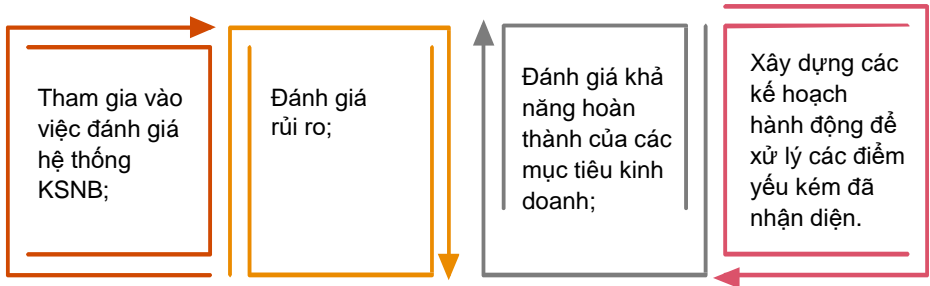 Tham gia vào
việc đánh giá
hệ thống
KSNB;
Đánh giá
rủi ro;
Đánh giá khả
năng hoàn
thành của các
mục tiêu kinh
doanh;
Xây dựng các
kế hoạch
hành động để
xử lý các điểm
yếu kém đã
nhận diện.